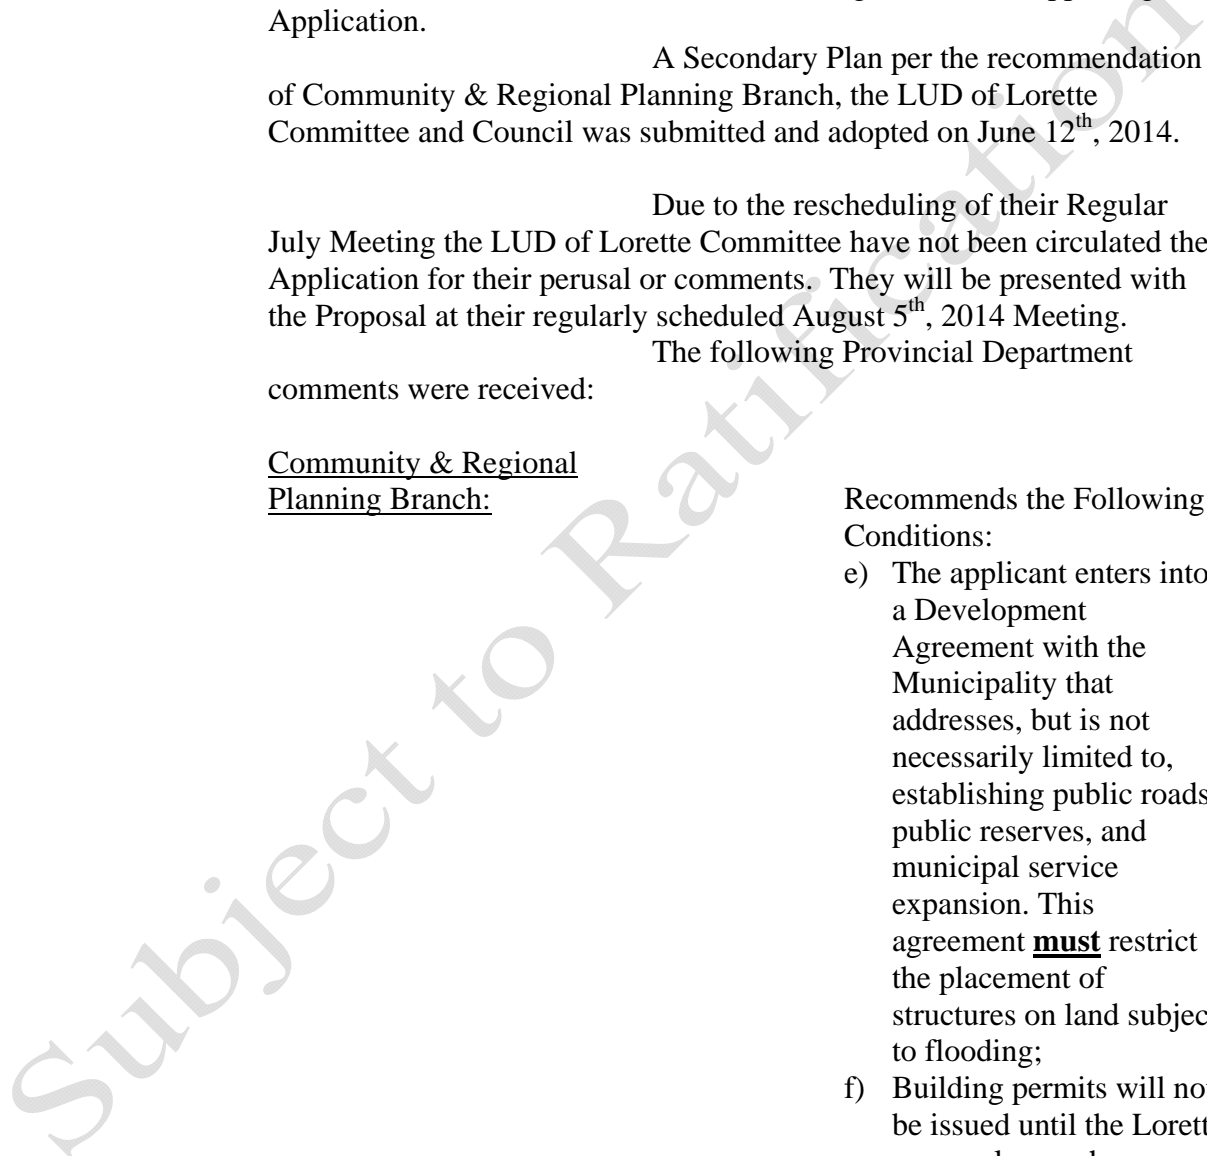 Application.
A Secondary Plan per the recommendation
of Community & Regional Planning Branch, the LUD of Lorette
Committee and Council was submitted and adopted on June 12th, 2014.
Due to the rescheduling of their Regular
July Meeting the LUD of Lorette Committee have not been circulated the
Application for their perusal or comments. They will be presented with
the Proposal at their regularly scheduled August 5th, 2014 Meeting.
The following Provincial Department
comments were received:
Community & Regional
Planning Branch:
Recommends the Following
Conditions:
e) The applicant enters into
a Development
Agreement with the
Municipality that
addresses, but is not
necessarily limited to,
establishing public roads
public reserves, and
municipal service
expansion. This
agreement must restrict
the placement of
structures on land subjec
to flooding;
f) Building permits will no
be issued until the Lorett
Subject to Ratification